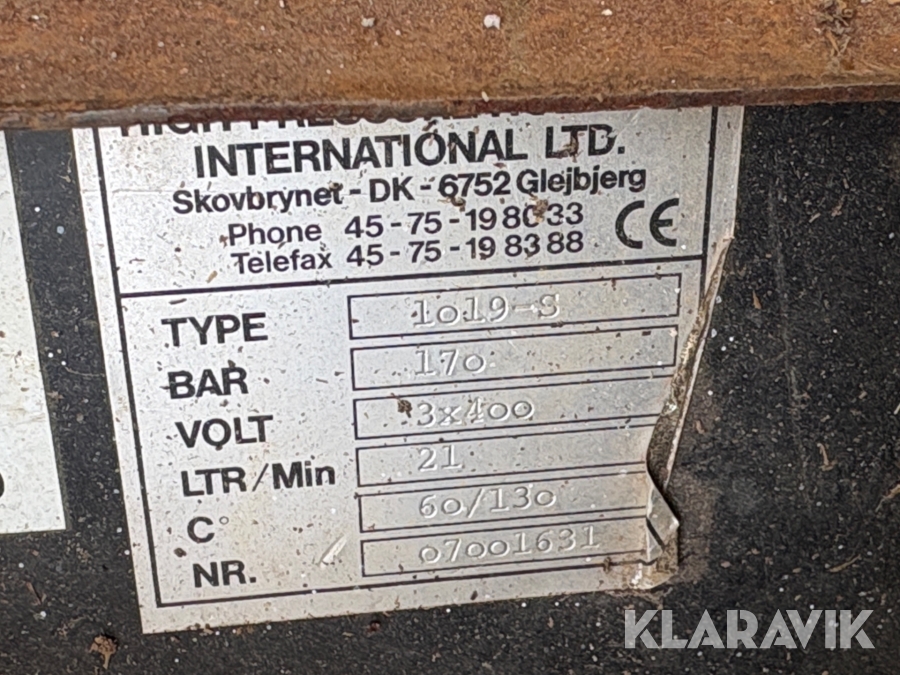 INTERNATIONAL LTD.
Skovbrynet - DK - 6752 Glejbjerg
Phone 45 - 75 - 19 80 33
Telefax 45 - 75 - 19 83 88
CE
TYPE 1o19-S
BAR 17o
VOLT 3x4oo
LTR/Min 21
C° 6o/13o
NR. o7oo1631
KLARAVIK